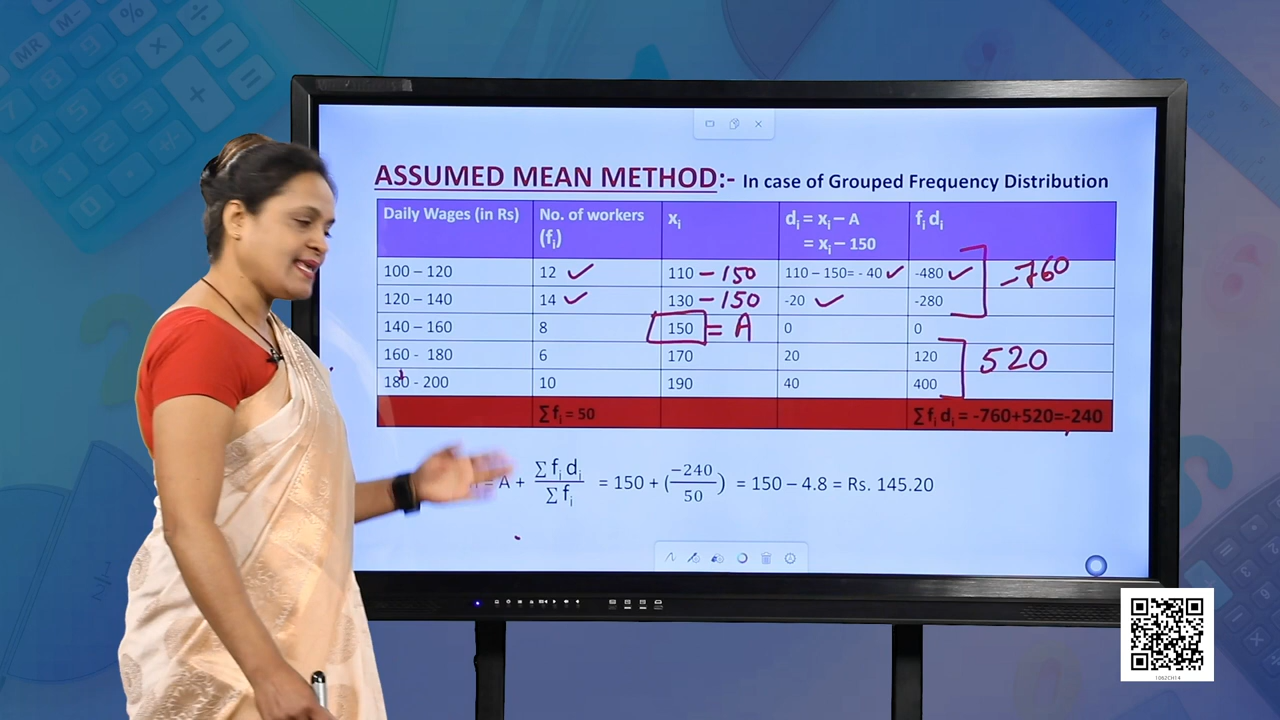 ASSUMED MEAN METHOD:- In case of Grouped Frequency Distribution
Daily Wages (in Rs) No. of workers (fi) xi di = xi – A = xi – 150 fi di
100 – 120 12 ✓ 110 – 150 110 – 150= - 40 ✓ -480 ✓
120 – 140 14 ✓ 130 – 150 -20 ✓ -280
-760
140 – 160 8 150 = A 0 0
160 - 180 6 170 20 120
180 - 200 10 190 40 400
520
∑ fi = 50 ∑ fi di = -760+520=-240
= A + ∑ fi di / ∑ fi = 150 + (−240/50) = 150 – 4.8 = Rs. 145.20
1062CH14
MR M- %